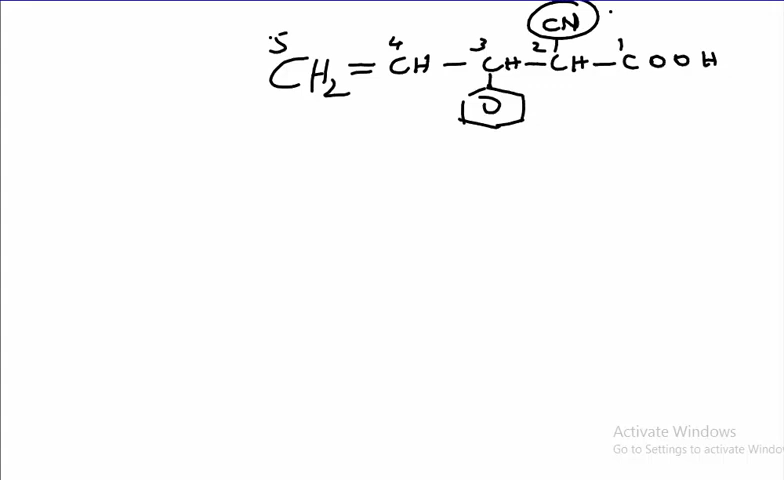 CN
5 4 3 2 1
CH2 = CH - CH - CH - COOH
Activate Windows
Go to Settings to activate Windo